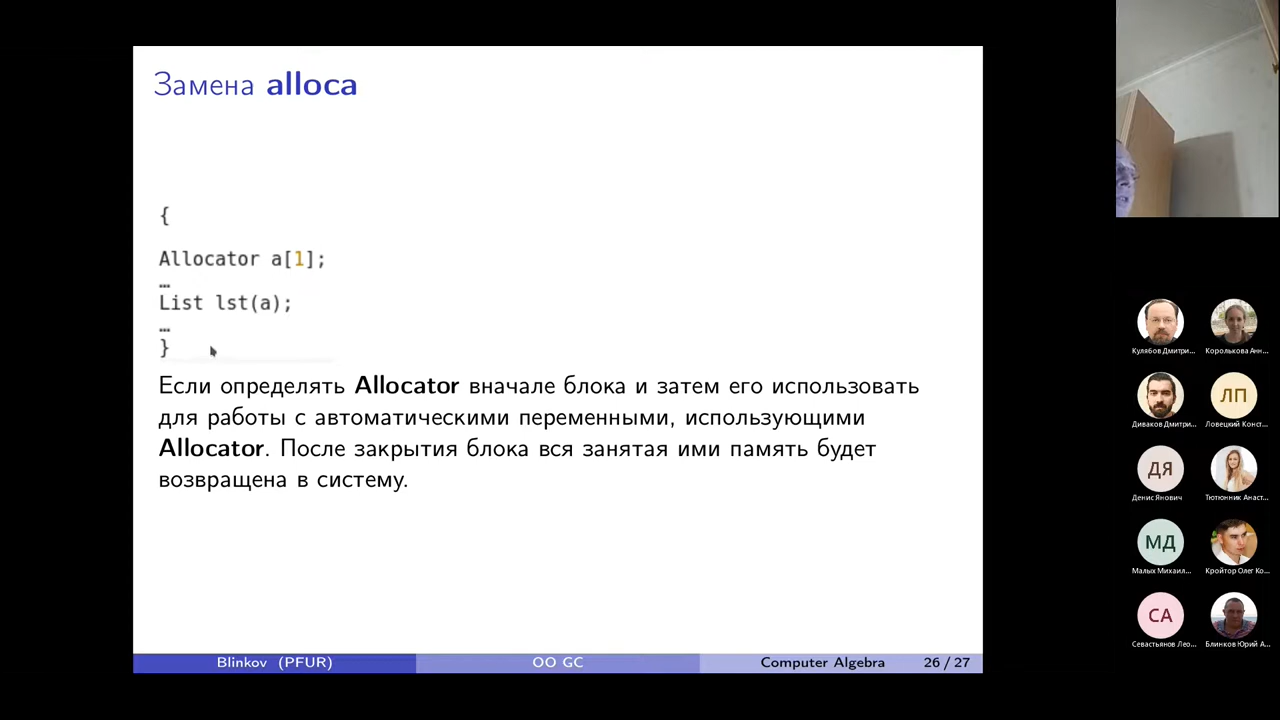 Замена alloca
{
Allocator a[1];
…
List lst(a);
…
}
Если определять Allocator вначале блока и затем его использовать
для работы с автоматическими переменными, использующими
Allocator. После закрытия блока вся занятая ими память будет
возвращена в систему.
Blinkov (PFUR) OO GC Computer Algebra 26 / 27
Кулябов Дмитри... Королькова Анн...
ЛП
Диваков Дмитри... Ловецкий Конст...
ДЯ
Денис Янович Тютюнник Анаст...
МД
Малых Михаил... Кройтор Олег Ко...
СА
Севастьянов Лео... Блинков Юрий А...